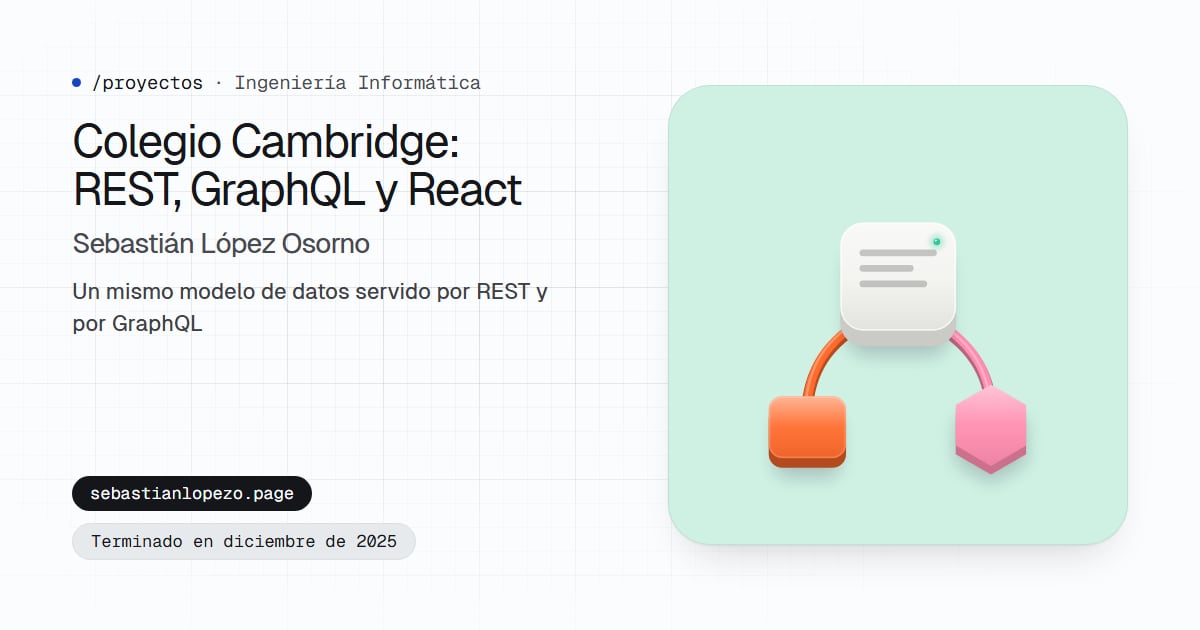 /proyectos · Ingeniería Informática
Colegio Cambridge:
REST, GraphQL y React
Sebastián López Osorno
Un mismo modelo de datos servido por REST y
por GraphQL
sebastianlopezo.page
Terminado en diciembre de 2025